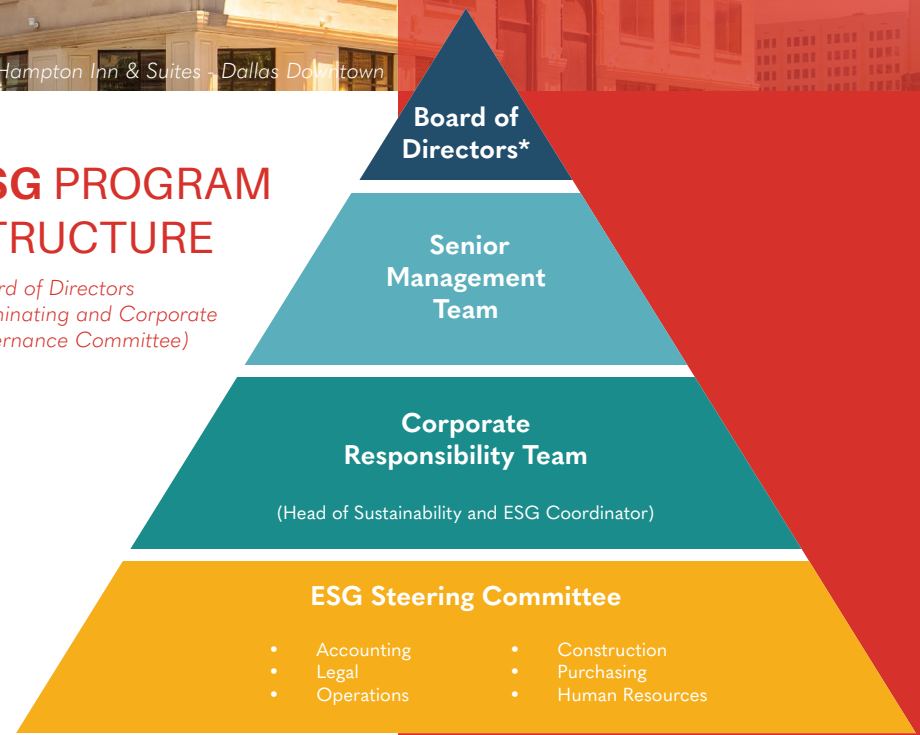 Hampton Inn & Suites - Dallas Downtown
Board of
Directors*
SG PROGRAM
TRUCTURE
rd of Directors
minating and Corporate
ernance Committee)
Senior
Management
Team
Corporate
Responsibility Team
(Head of Sustainability and ESG Coordinator)
ESG Steering Committee
• Accounting
• Legal
• Operations
• Construction
• Purchasing
• Human Resources